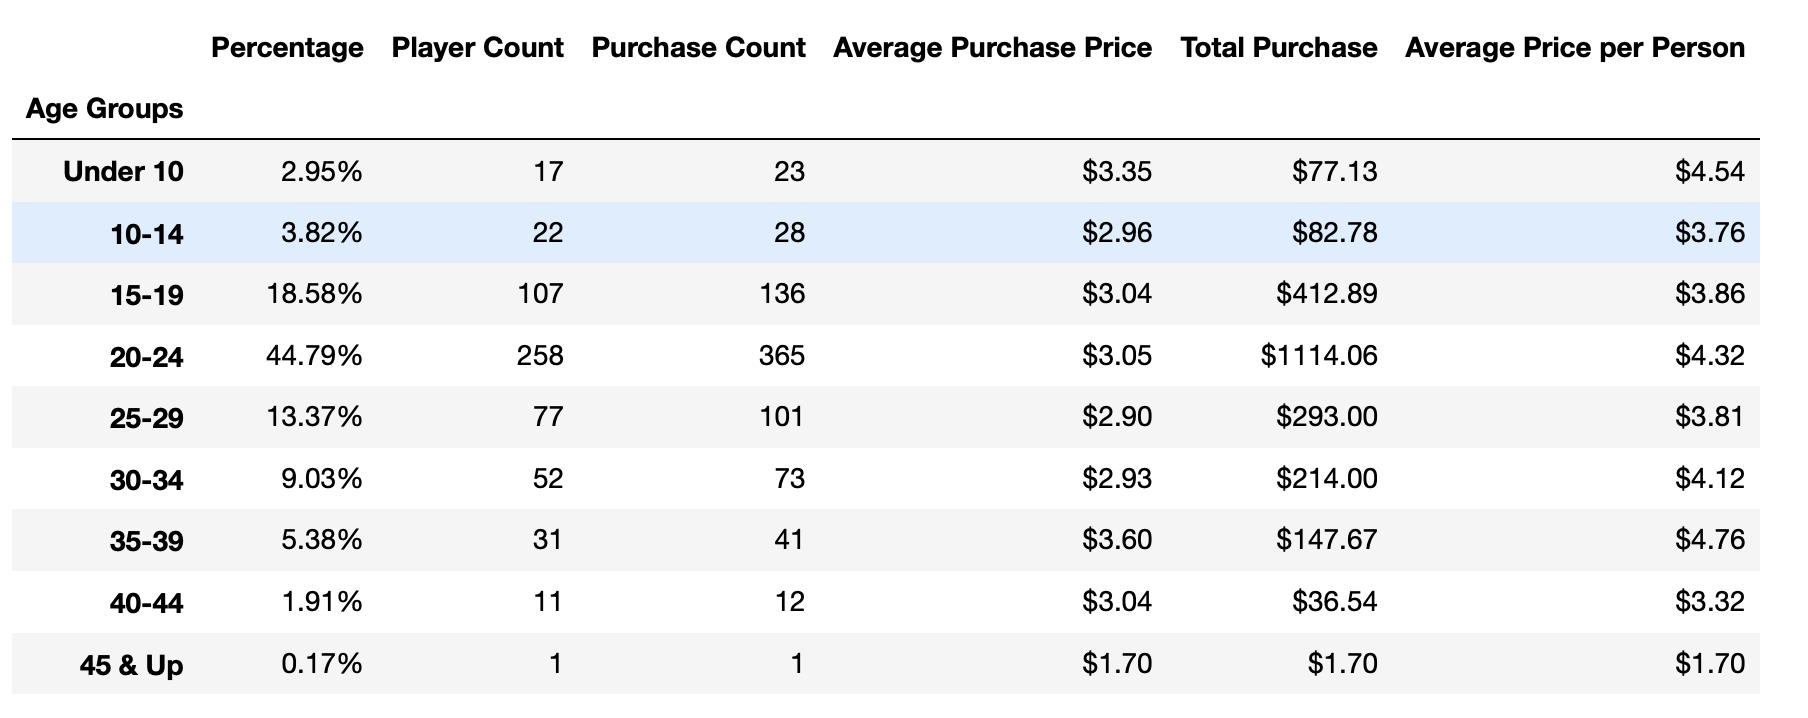 Percentage Player Count Purchase Count Average Purchase Price Total Purchase Average Price per Person
Age Groups
Under 10 2.95% 17 23 $3.35 $77.13 $4.54
10-14 3.82% 22 28 $2.96 $82.78 $3.76
15-19 18.58% 107 136 $3.04 $412.89 $3.86
20-24 44.79% 258 365 $3.05 $1114.06 $4.32
25-29 13.37% 77 101 $2.90 $293.00 $3.81
30-34 9.03% 52 73 $2.93 $214.00 $4.12
35-39 5.38% 31 41 $3.60 $147.67 $4.76
40-44 1.91% 11 12 $3.04 $36.54 $3.32
45 & Up 0.17% 1 1 $1.70 $1.70 $1.70